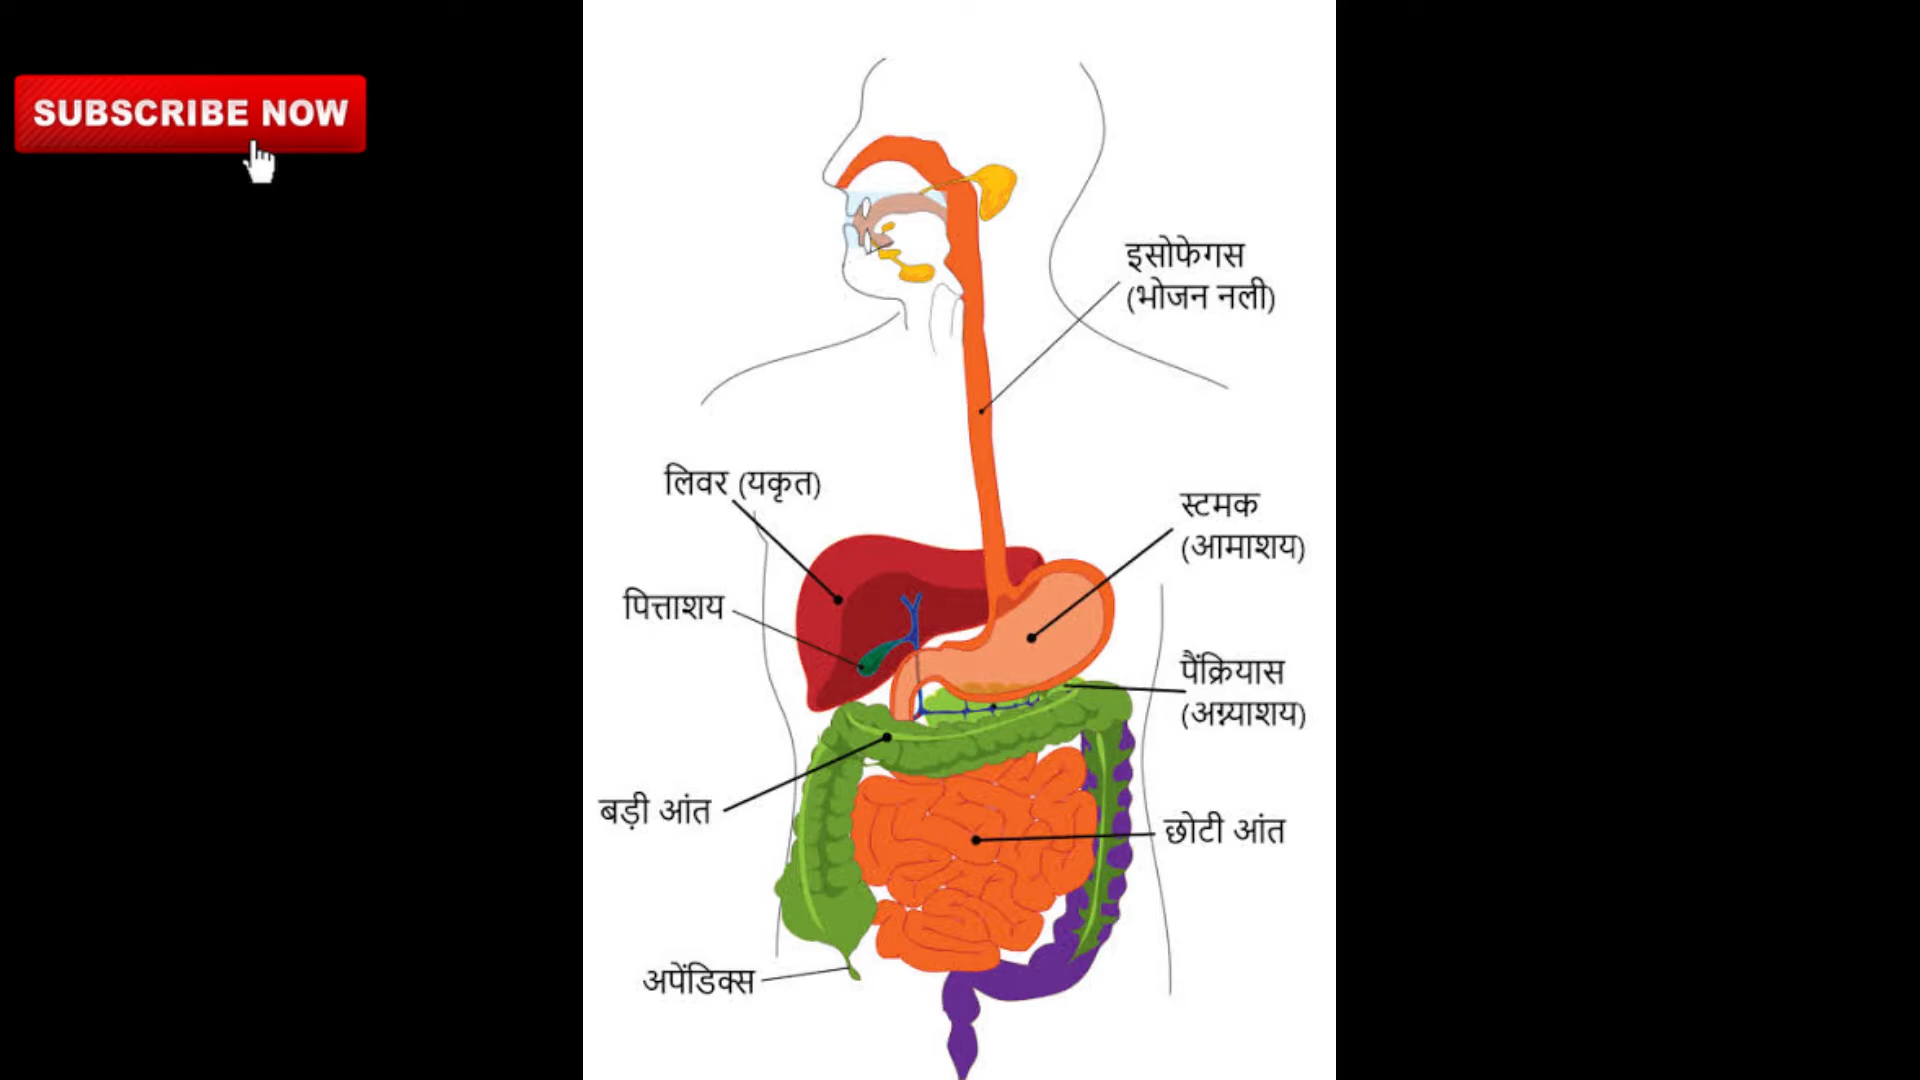 SUBSCRIBE NOW
इसोफेगस
(भोजन नली)
लिवर (यकृत)
स्टमक
(आमाशय)
पित्ताशय
पैंक्रियास
(अग्न्याशय)
बड़ी आंत
छोटी आंत
अपेंडिक्स